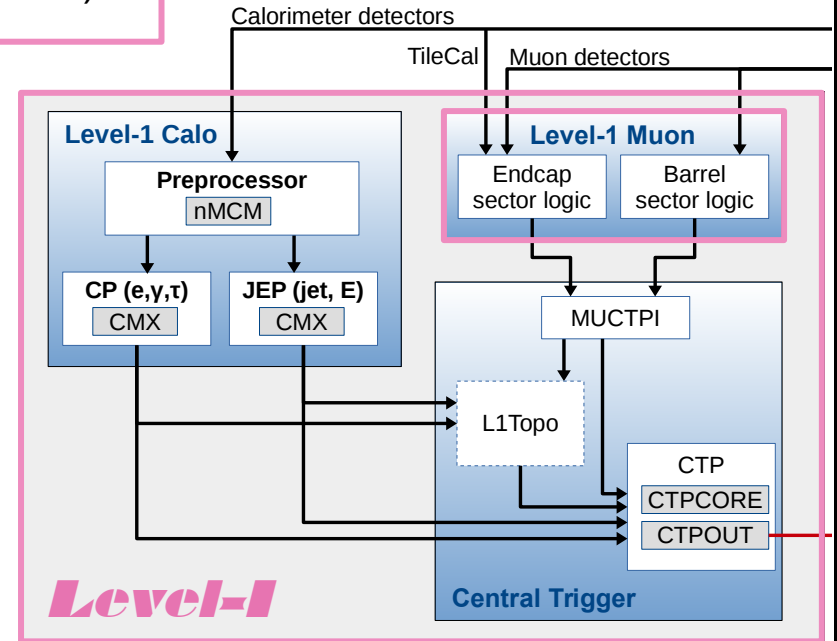 Calorimeter detectors
TileCal
Muon detectors
Level-1 Calo
Level-1 Muon
Preprocessor
nMCM
Endcap
sector logic
Barrel
sector logic
CP (e,γ,τ)
CMX
JEP (jet, E)
CMX
MUCTPI
L1Topo
CTP
CTPCORE
CTPOUT
Level-1
Central Trigger